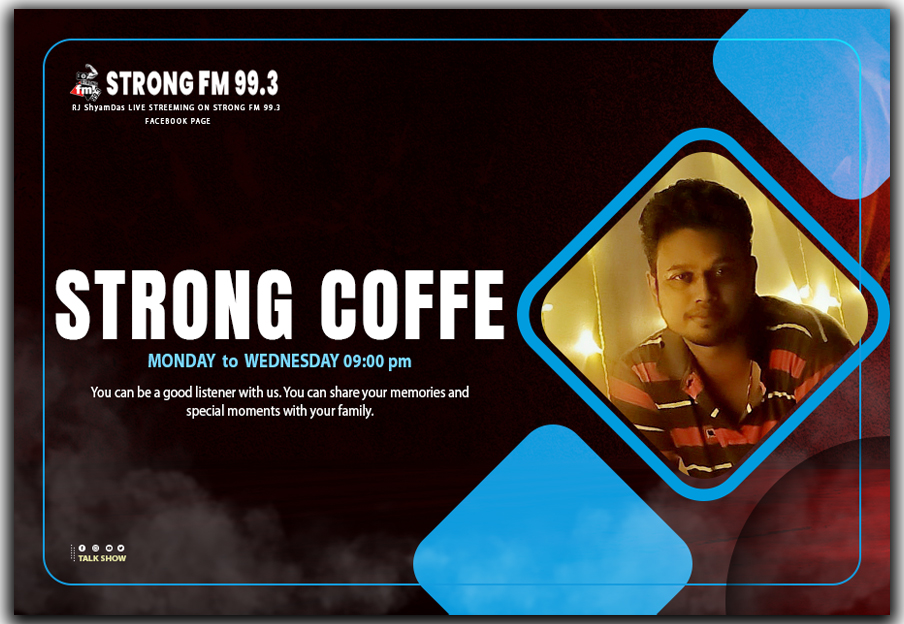 fm
STRONG FM 99.3
RJ ShyamDas LIVE STREEMING ON STRONG FM 99.3
FACEBOOK PAGE
STRONG COFFE
MONDAY to WEDNESDAY 09:00 pm
You can be a good listener with us. You can share your memories and
special moments with your family.
TALK SHOW